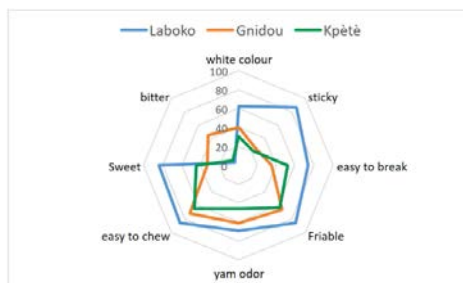 Laboko Gnidou Kpètè
white colour
100
bitter
80
sticky
60
40
20
Sweet
0
easy to break
easy to chew
Friable
yam odor